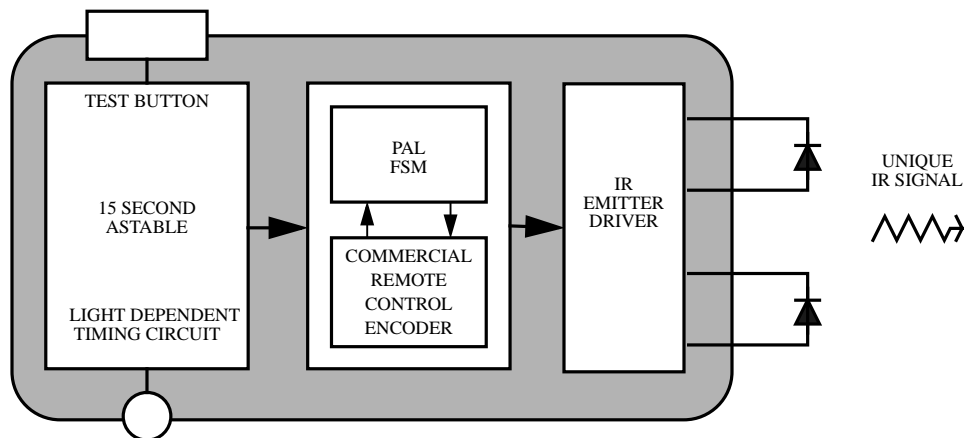 TEST BUTTON
15 SECOND
ASTABLE
LIGHT DEPENDENT
TIMING CIRCUIT
PAL
FSM
COMMERCIAL
REMOTE
CONTROL
ENCODER
IR
EMITTER
DRIVER
UNIQUE
IR SIGNAL